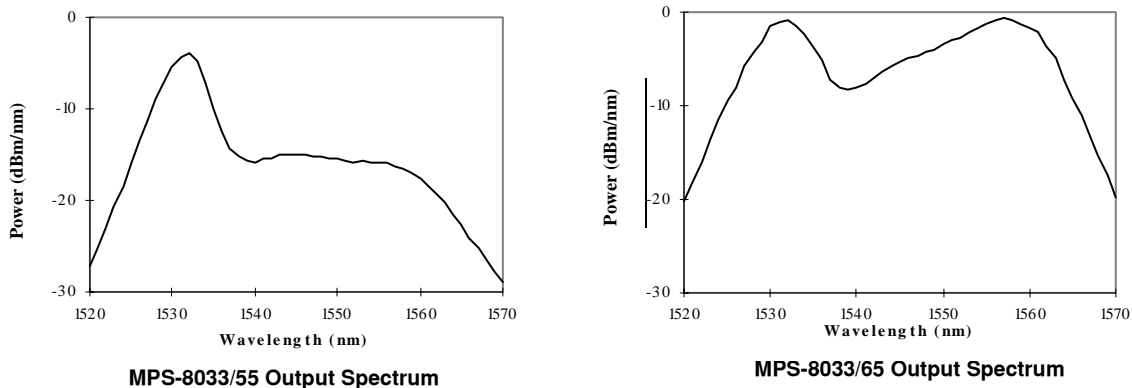 0
-10
-20
-30
Power (dBm/nm)
1520 1530 1540 1550 1560 1570
Wavelength (nm)
MPS-8033/55 Output Spectrum
0
-10
-20
-30
Power (dBm/nm)
1520 1530 1540 1550 1560 1570
Wavelength (nm)
MPS-8033/65 Output Spectrum